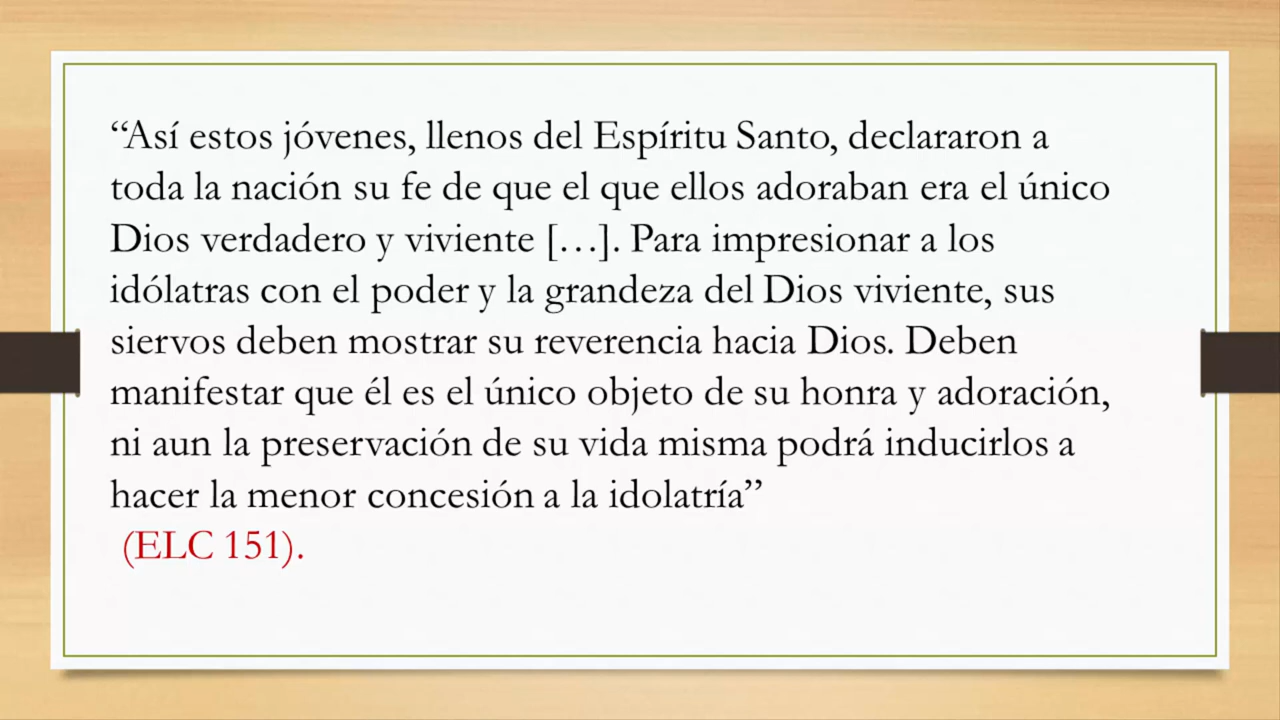 “Así estos jóvenes, llenos del Espíritu Santo, declararon a
toda la nación su fe de que el que ellos adoraban era el único
Dios verdadero y viviente […]. Para impresionar a los
idólatras con el poder y la grandeza del Dios viviente, sus
siervos deben mostrar su reverencia hacia Dios. Deben
manifestar que él es el único objeto de su honra y adoración,
ni aun la preservación de su vida misma podrá inducirlos a
hacer la menor concesión a la idolatría”
(ELC 151).